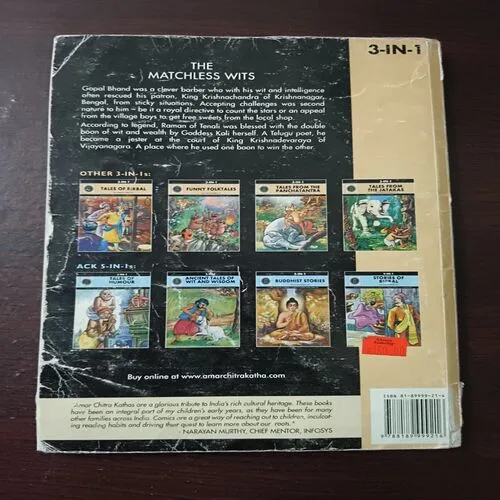 3-IN-1
THE
MATCHLESS WITS
Gopal Bhand was a clever barber who with his wit and intelligence
often rescued his patron, King Krishnachandra of Krishnanagar,
Bengal, from sticky situations. Accepting challenges was second
nature to him – be it a royal directive to count the stars or an appeal
from the village boys to get free sweets from the local shop.
According to legend, Raman of Tenali was blessed with the double
boon of wit and wealth by Goddess Kali herself. A Telugu poet, he
became a jester at the court of King Krishnadevaraya of
Vijayanagara. A place where he used one boon to win the other.
OTHER 3-IN-1s:
TALES OF BIRBAL
FUNNY FOLKTALES
TALES FROM THE
PANCHATANTRA
TALES FROM
THE JATAKAS
ACK 5-IN-1s:
TALES OF
HUMOUR
ANCIENT TALES OF
WIT AND WISDOM
BUDDHIST STORIES
STORIES OF
BIRBAL
Buy online at www.amarchitrakatha.com
Amar Chitra Kathas are a glorious tribute to India's rich cultural heritage. These books
have been an integral part of my children's early years, as they have been for many
other families across India. Comics are a great way of reaching out to children, inculcat-
ing reading habits and driving their quest to learn more about our roots."
- NARAYAN MURTHY, CHIEF MENTOR, INFOSYS
ISBN 81-89999-21-6
9 788189 999216